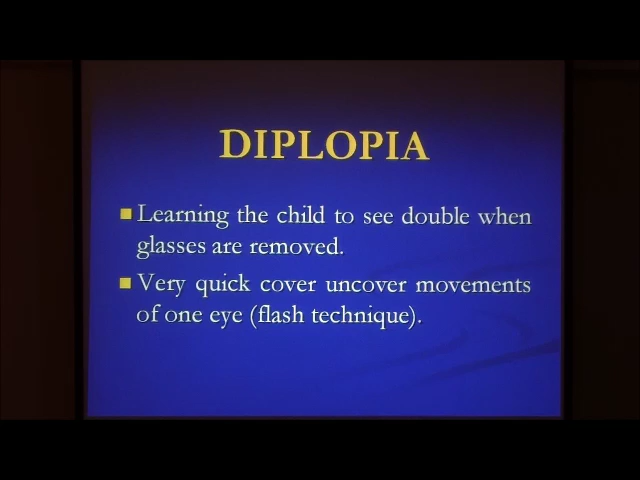 DIPLOPIA
Learning the child to see double when
glasses are removed.
Very quick cover uncover movements
of one eye (flash technique).